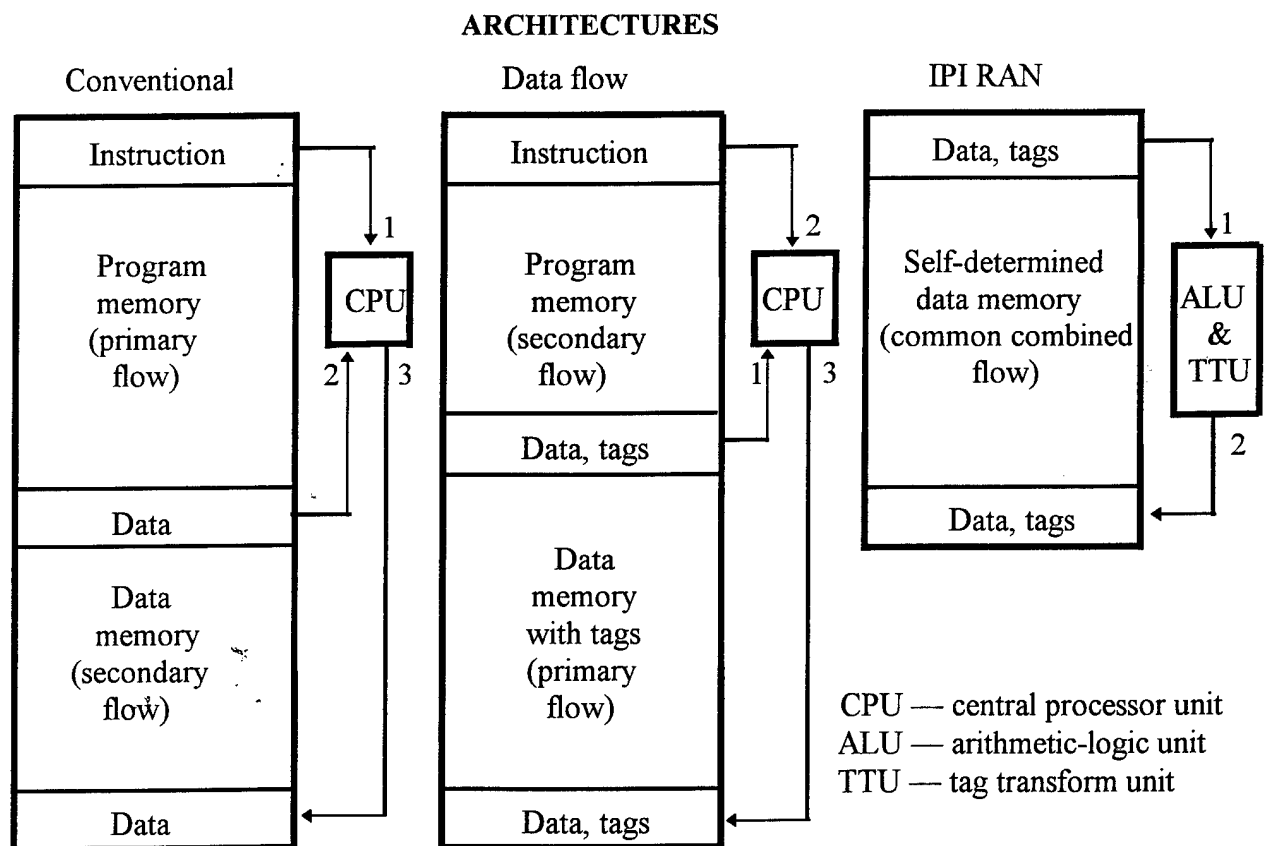 ARCHITECTURES
Conventional
Instruction
Program
memory
(primary
flow)
Data
Data
memory
(secondary
flow)
Data
1
CPU
2
3
Data flow
Instruction
Program
memory
(secondary
flow)
Data, tags
Data
memory
with tags
(primary
flow)
Data, tags
2
CPU
1
3
IPI RAN
Data, tags
Self-determined
data memory
(common combined
flow)
Data, tags
1
ALU
&
TTU
2
CPU — central processor unit
ALU — arithmetic-logic unit
TTU — tag transform unit